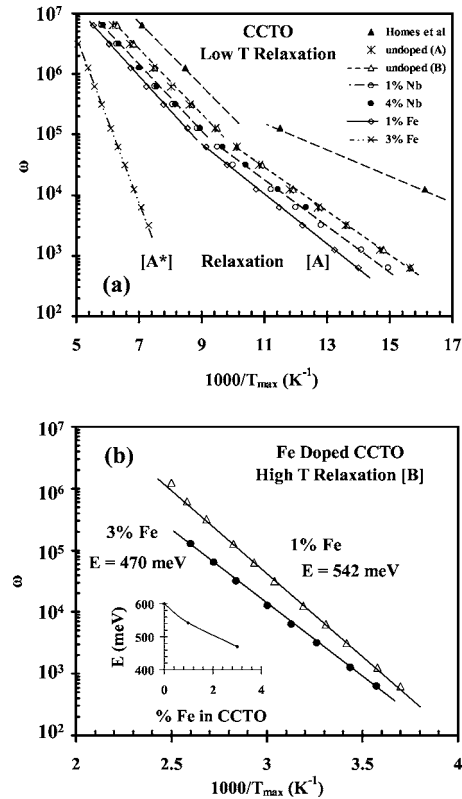 CCTO
Low T Relaxation
Homes et al
undoped (A)
undoped (B)
1% Nb
4% Nb
1% Fe
3% Fe
10⁷
10⁶
10⁵
10⁴
10³
10²
ω
[A*] Relaxation [A]
(a)
5 7 9 11 13 15 17
1000/Tmax (K⁻¹)
(b)
Fe Doped CCTO
High T Relaxation [B]
10⁷
10⁶
10⁵
10⁴
10³
10²
ω
3% Fe
E = 470 meV
1% Fe
E = 542 meV
600
500
400
E (meV)
0 2 4
% Fe in CCTO
2 2.5 3 3.5 4
1000/Tmax (K⁻¹)